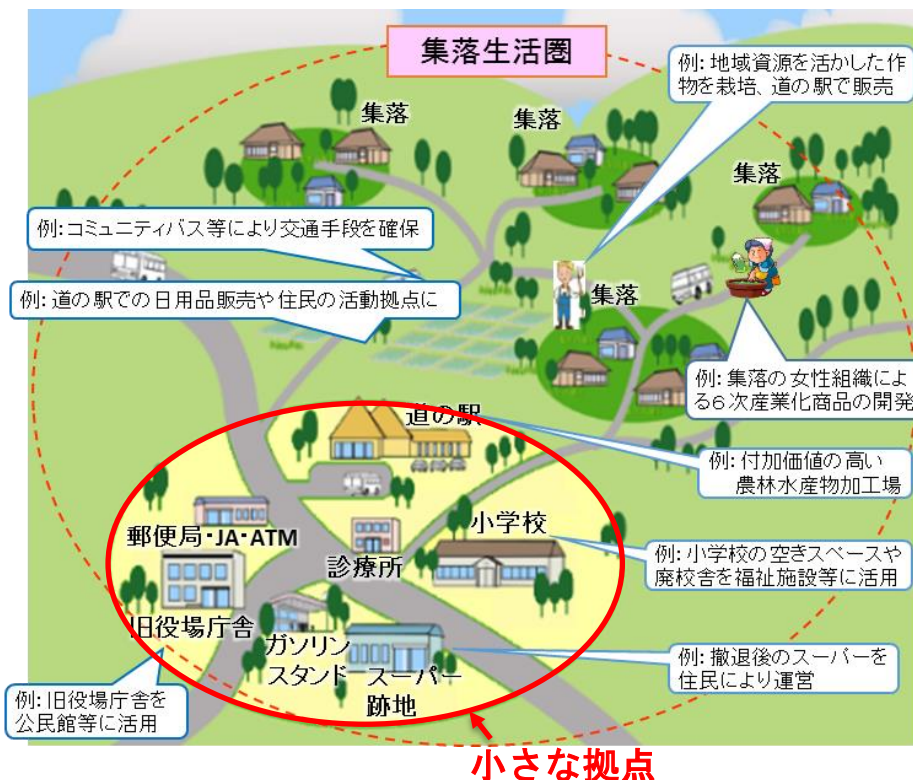 集落生活圏
例：地域資源を活かした作
物を栽培、道の駅で販売
集落
集落
集落
例：コミュニティバス等により交通手段を確保
例：道の駅での日用品販売や住民の活動拠点に
集落
例：集落の女性組織によ
る6次産業化商品の開発
道の駅
例：付加価値の高い
農林水産物加工場
郵便局・JA・ATM
小学校
診療所
例：小学校の空きスペースや
廃校舎を福祉施設等に活用
旧役場庁舎
ガソリン
スタンド
スーパー
跡地
例：撤退後のスーパーを
住民により運営
例：旧役場庁舎を
公民館等に活用
小さな拠点